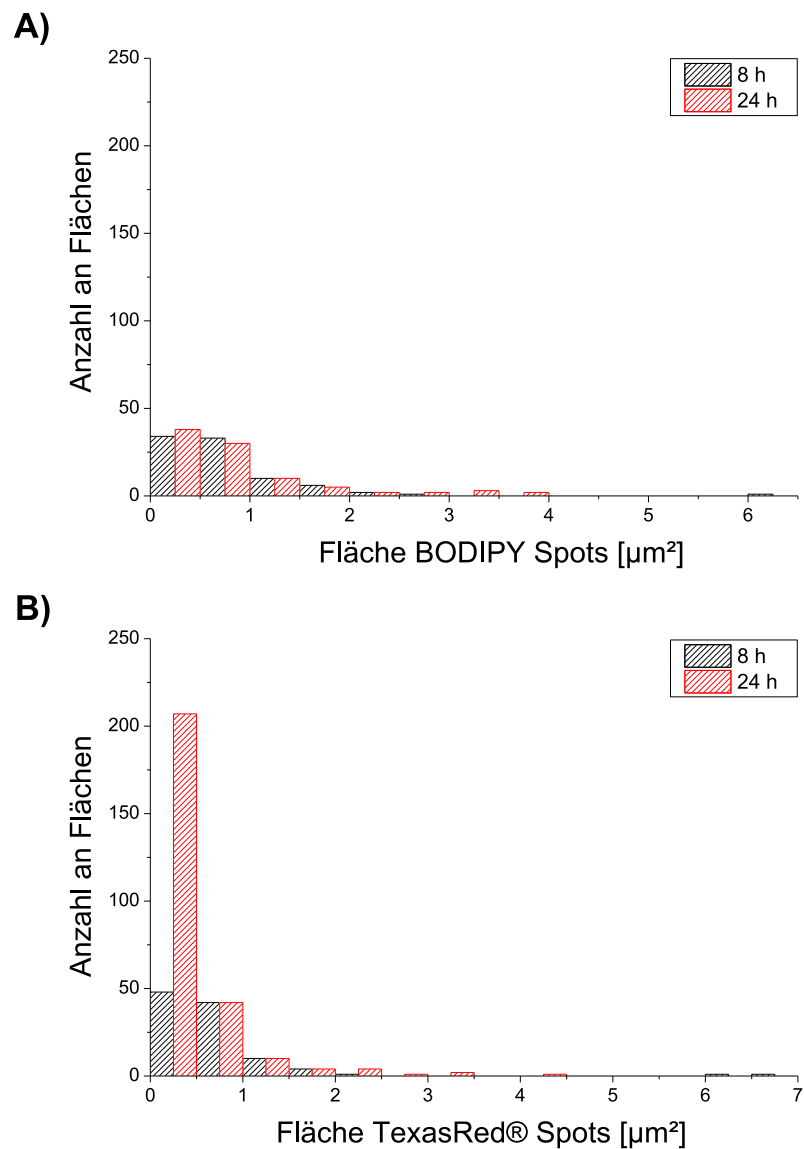 A)
250
200
150
100
50
0
Anzahl an Flächen
8 h
24 h
0 1 2 3 4 5 6
Fläche BODIPY Spots [µm²]
B)
250
200
150
100
50
0
Anzahl an Flächen
8 h
24 h
0 1 2 3 4 5 6 7
Fläche TexasRed® Spots [µm²]